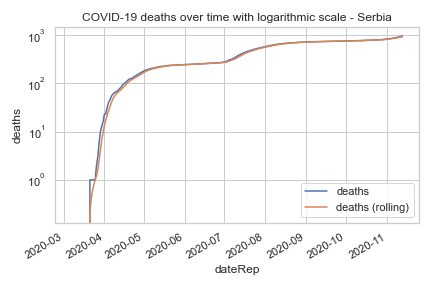 COVID-19 deaths over time with logarithmic scale - Serbia
deaths
10³
10²
10¹
10⁰
deaths
deaths (rolling)
2020-03
2020-04
2020-05
2020-06
2020-07
2020-08
2020-09
2020-10
2020-11
dateRep